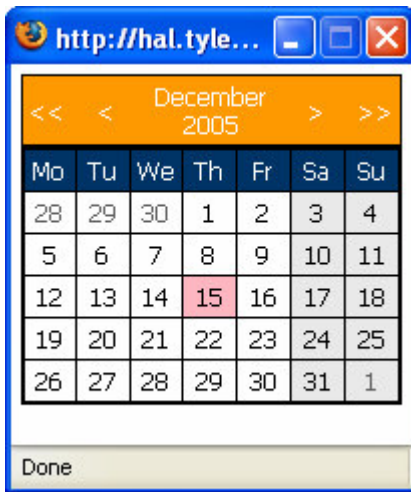 http://hal.tyle...
<< < December > >>
2005
Mo Tu We Th Fr Sa Su
28 29 30 1 2 3 4
5 6 7 8 9 10 11
12 13 14 15 16 17 18
19 20 21 22 23 24 25
26 27 28 29 30 31 1
Done